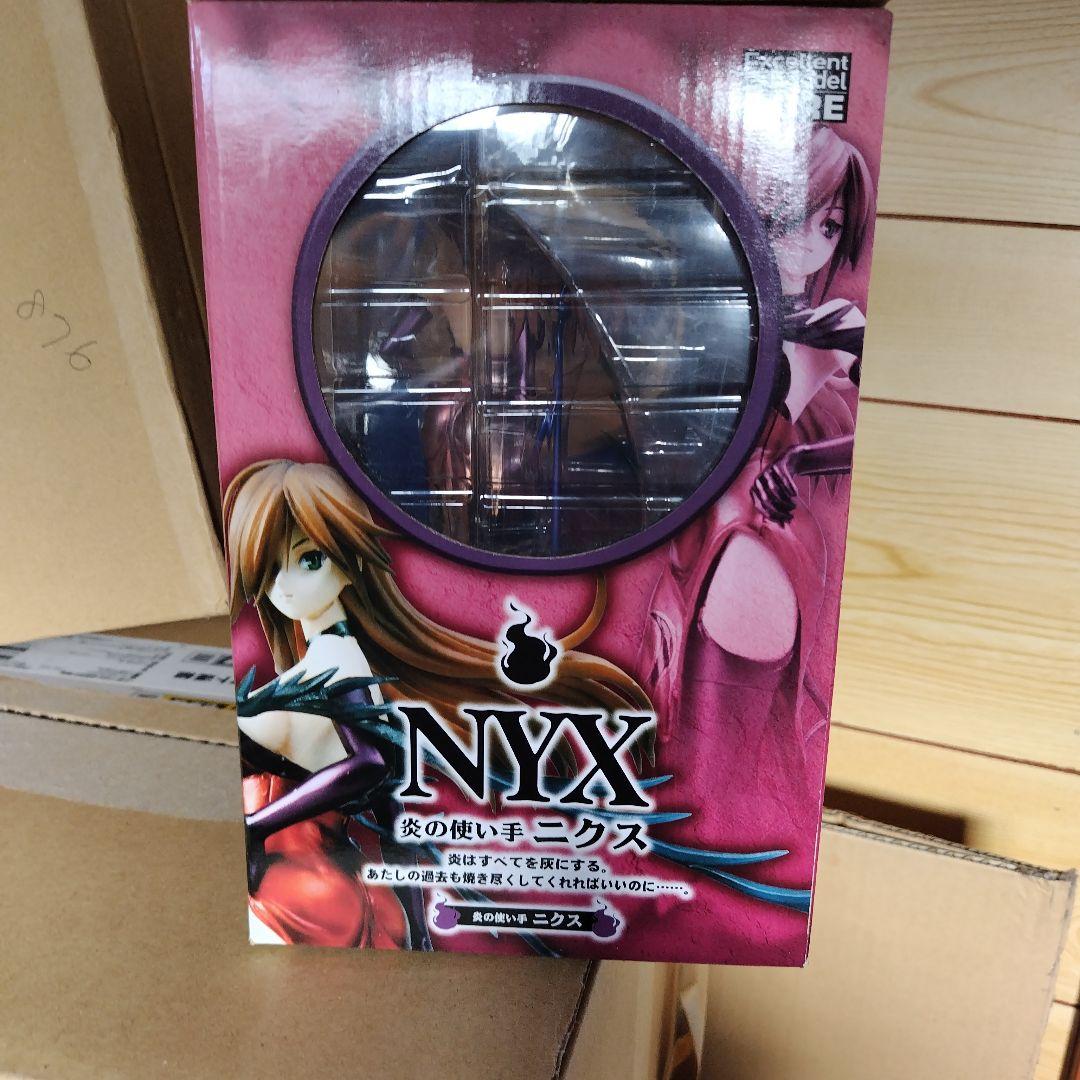 Excellent
RE
876
NYX
炎の使い手 ニクス
炎はすべてを灰にする。
あたしの過去も焼き尽くしてくれればいいのに……。
炎の使い手 ニクス